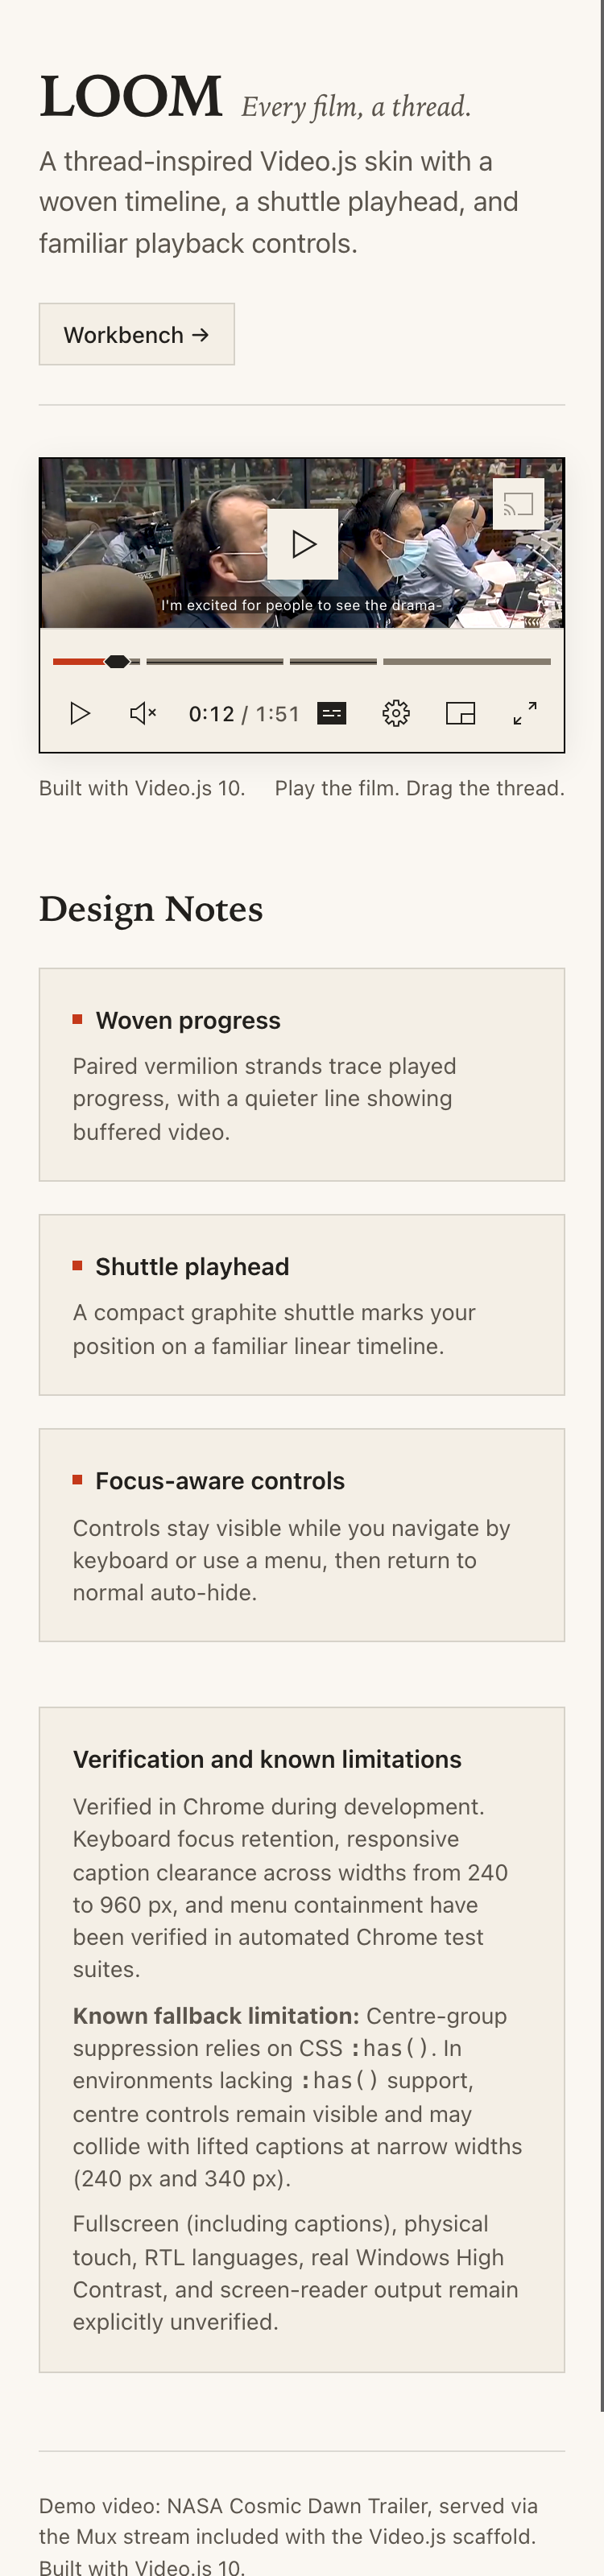 LOOM Every film, a thread.
A thread-inspired Video.js skin with a
woven timeline, a shuttle playhead, and
familiar playback controls.
Workbench →
I'm excited for people to see the drama-
0:12 / 1:51
Built with Video.js 10. Play the film. Drag the thread.
Design Notes
Woven progress
Paired vermilion strands trace played
progress, with a quieter line showing
buffered video.
Shuttle playhead
A compact graphite shuttle marks your
position on a familiar linear timeline.
Focus-aware controls
Controls stay visible while you navigate by
keyboard or use a menu, then return to
normal auto-hide.
Verification and known limitations
Verified in Chrome during development.
Keyboard focus retention, responsive
caption clearance across widths from 240
to 960 px, and menu containment have
been verified in automated Chrome test
suites.
Known fallback limitation: Centre-group
suppression relies on CSS :has(). In
environments lacking :has() support,
centre controls remain visible and may
collide with lifted captions at narrow widths
(240 px and 340 px).
Fullscreen (including captions), physical
touch, RTL languages, real Windows High
Contrast, and screen-reader output remain
explicitly unverified.
Demo video: NASA Cosmic Dawn Trailer, served via
the Mux stream included with the Video.js scaffold.
Built with Video.js 10.